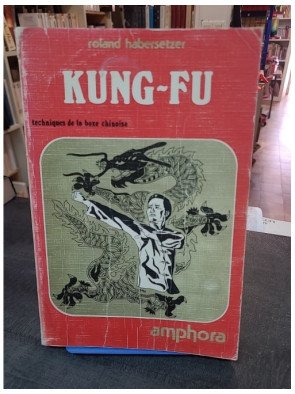 roland habersetzer
KUNG-FU
techniques de la boxe chinoise
amphora